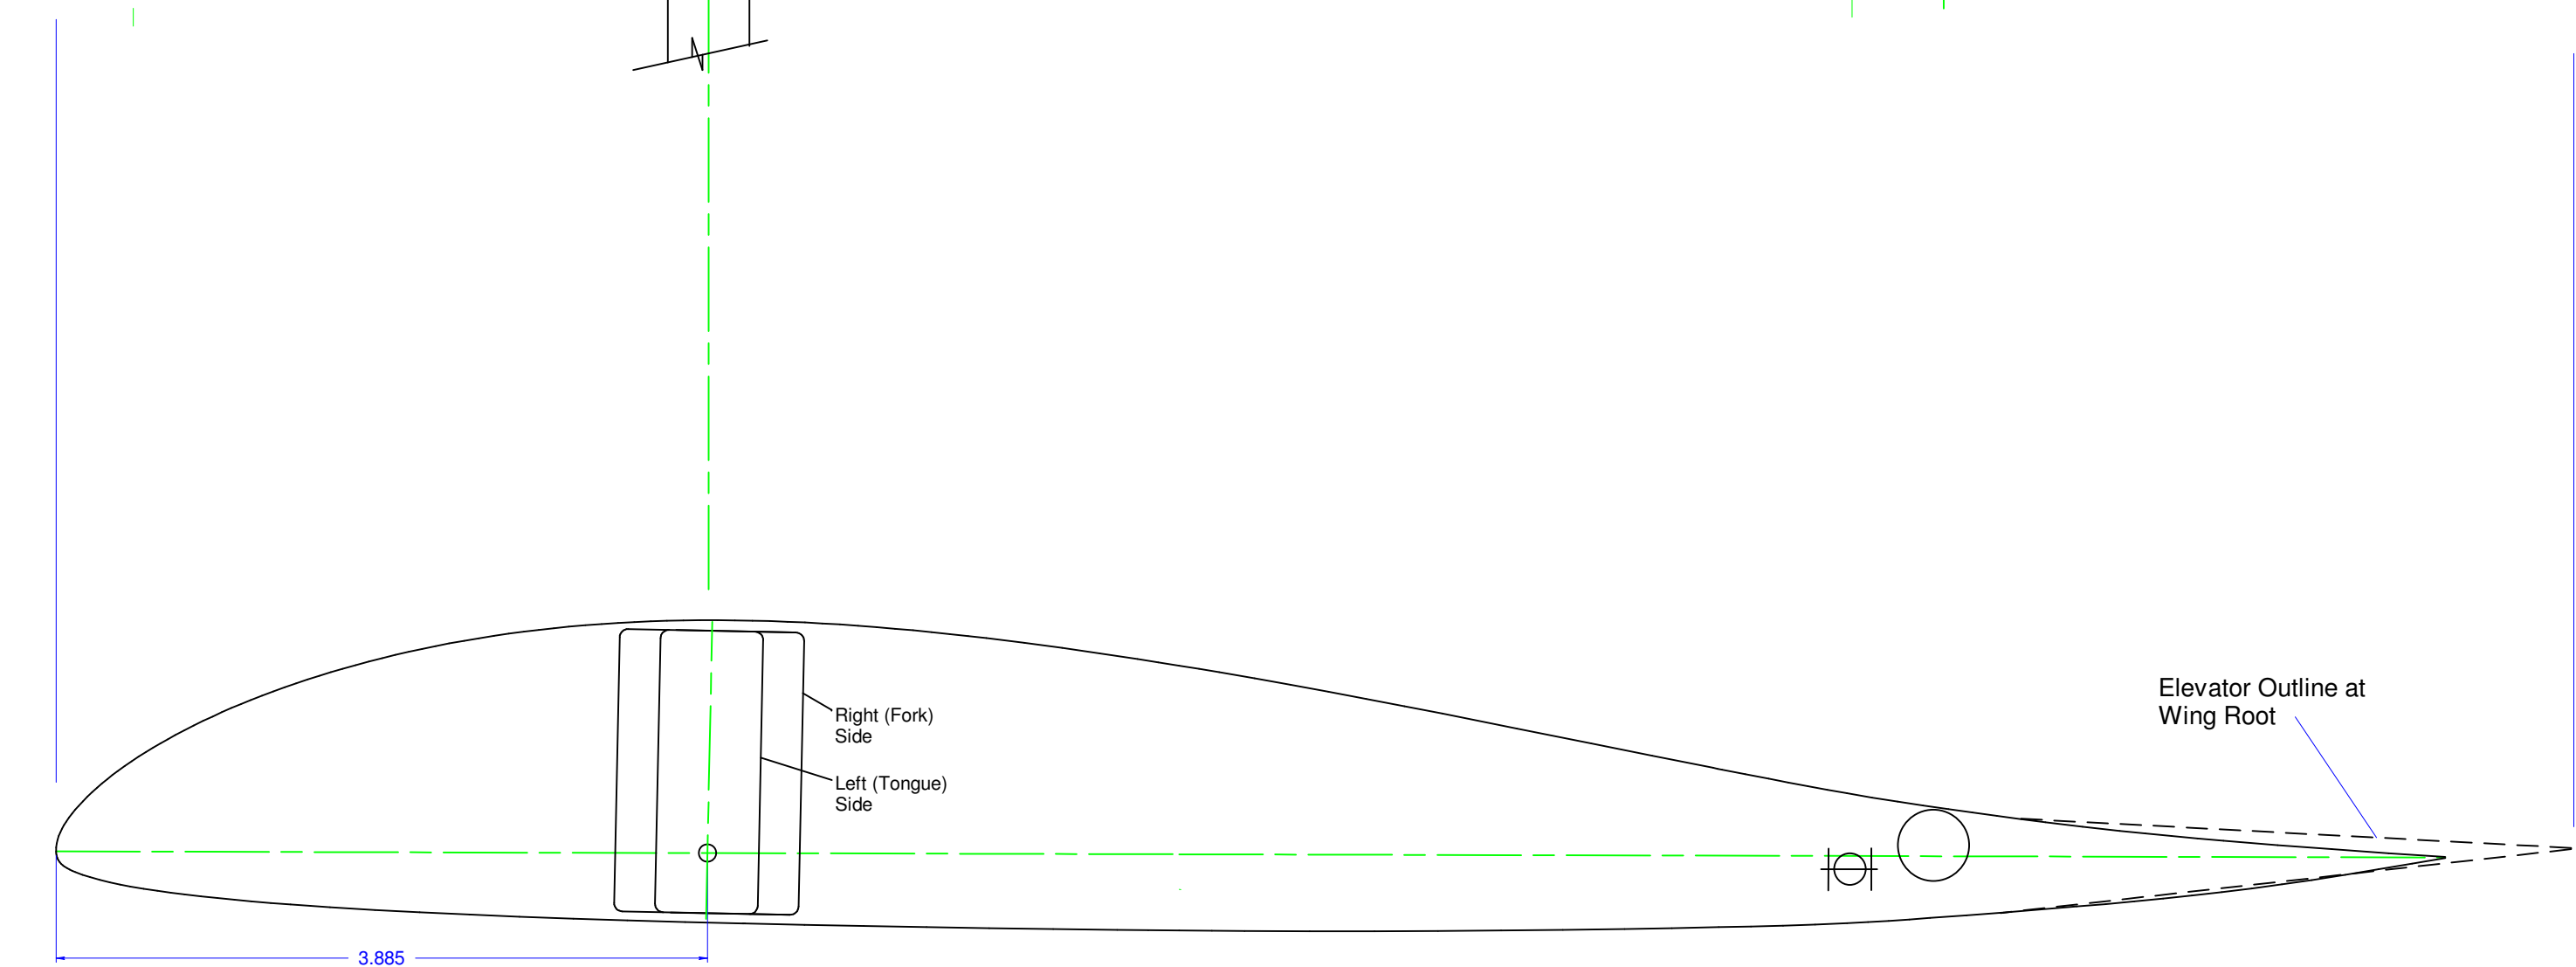 Elevator Outline at
Wing Root
Right (Fork)
Side
Left (Tongue)
Side
3.885